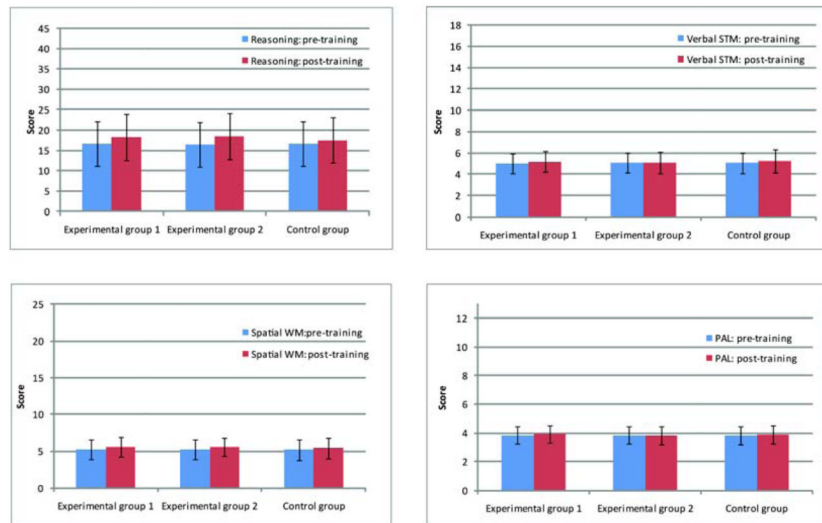 45
40
35
30
25
20
15
10
5
0
Score
Reasoning: pre-training
Reasoning: post-training
Experimental group 1 Experimental group 2 Control group
18
16
14
12
10
8
6
4
2
0
Score
Verbal STM: pre-training
Verbal STM: post-training
Experimental group 1 Experimental group 2 Control group
25
20
15
10
5
0
Score
Spatial WM:pre-training
Spatial WM:post-training
Experimental group 1 Experimental group 2 Control group
12
10
8
6
4
2
0
Score
PAL: pre-training
PAL: post-training
Experimental group 1 Experimental group 2 Control group